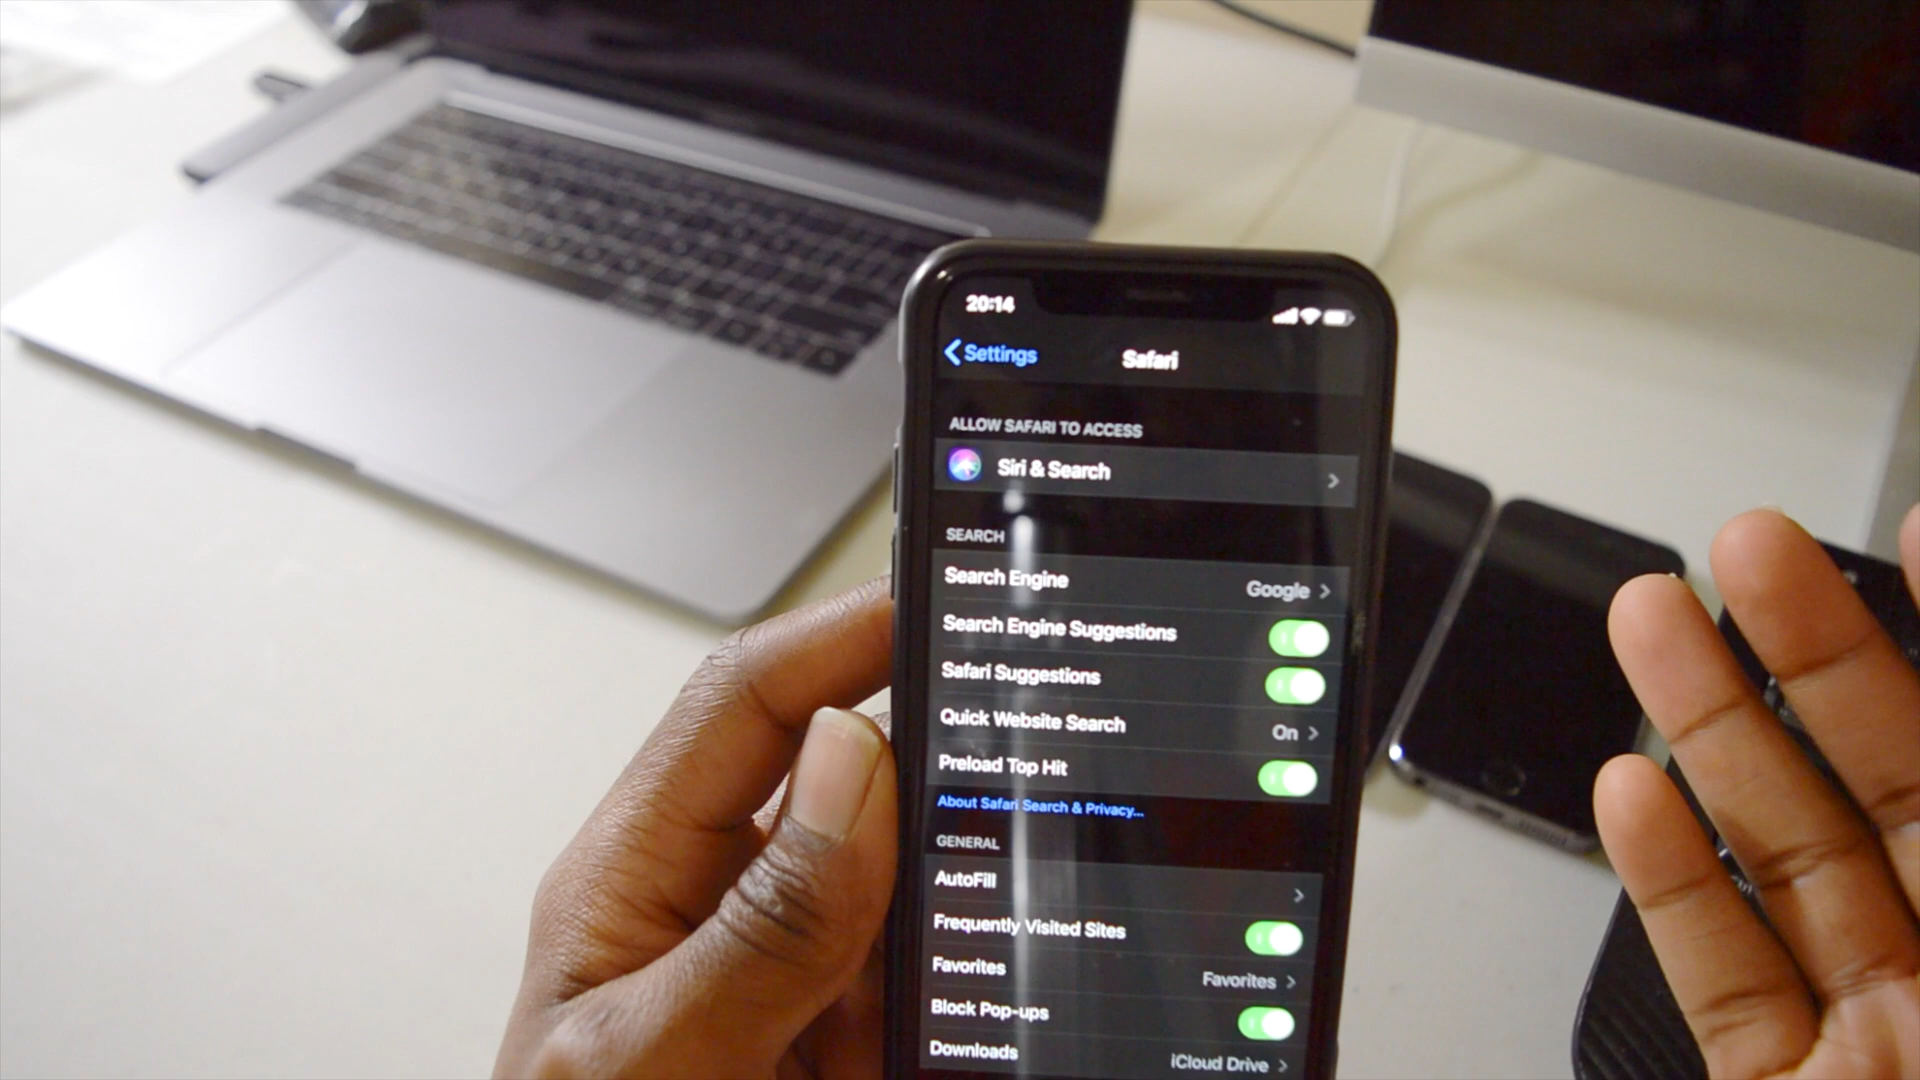 20:14
Settings
Safari
ALLOW SAFARI TO ACCESS
Siri & Search
SEARCH
Search Engine Google
Search Engine Suggestions
Safari Suggestions
Quick Website Search On
Preload Top Hit
About Safari Search & Privacy...
GENERAL
AutoFill
Frequently Visited Sites
Favorites Favorites
Block Pop-ups
Downloads iCloud Drive